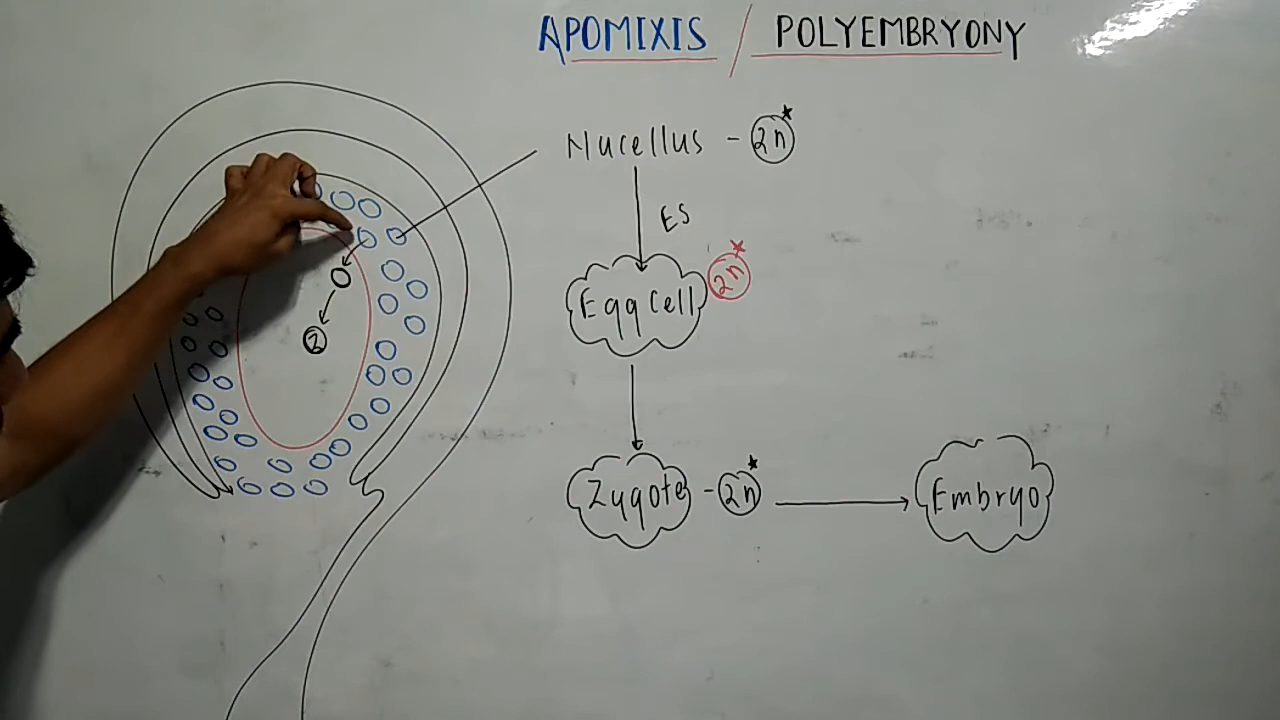 APOMIXIS / POLYEMBRYONY
Nucellus - 2n*
ES
Egg Cell 2n*
Zygote - 2n*
Embryo
2